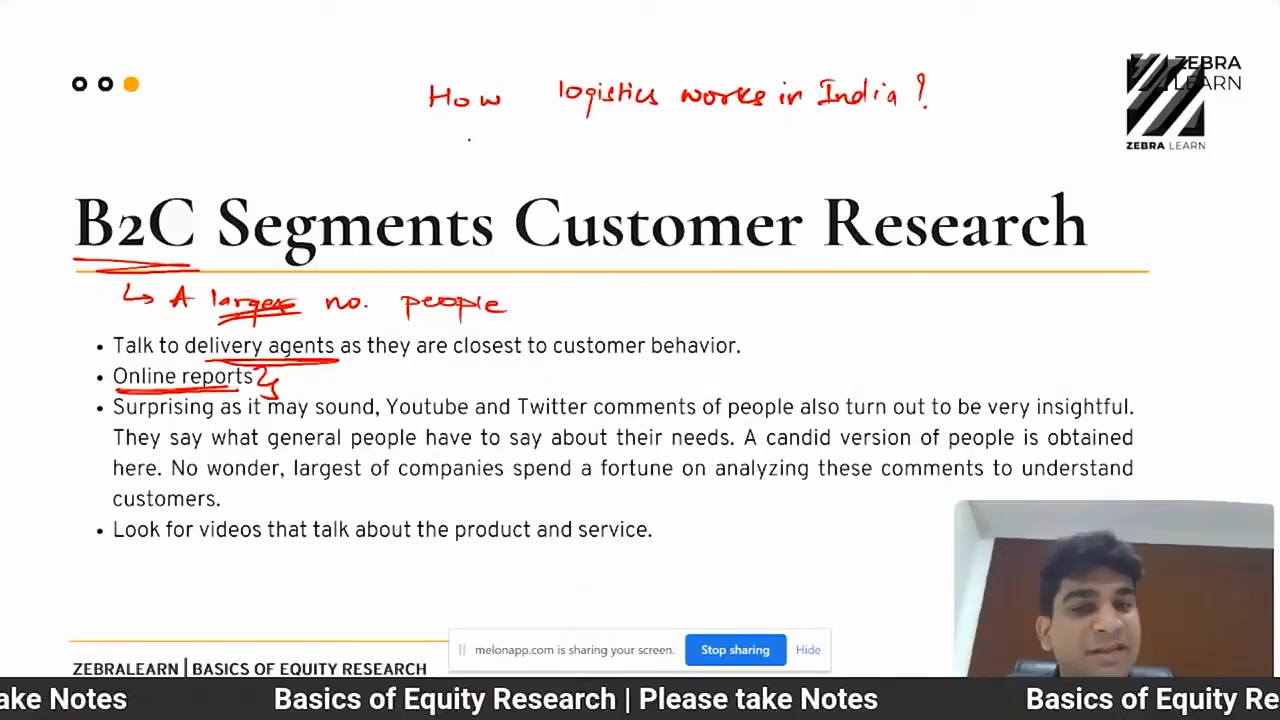 How logistics works in India?
ZEBRA
LEARN
ZEBRA LEARN
B2C Segments Customer Research
↳ A large no. people
• Talk to delivery agents as they are closest to customer behavior.
• Online reports
• Surprising as it may sound, Youtube and Twitter comments of people also turn out to be very insightful.
They say what general people have to say about their needs. A candid version of people is obtained
here. No wonder, largest of companies spend a fortune on analyzing these comments to understand
customers.
• Look for videos that talk about the product and service.
melonapp.com is sharing your screen. Stop sharing Hide
ZEBRALEARN | BASICS OF EQUITY RESEARCH
ake Notes Basics of Equity Research | Please take Notes Basics of Equity Re